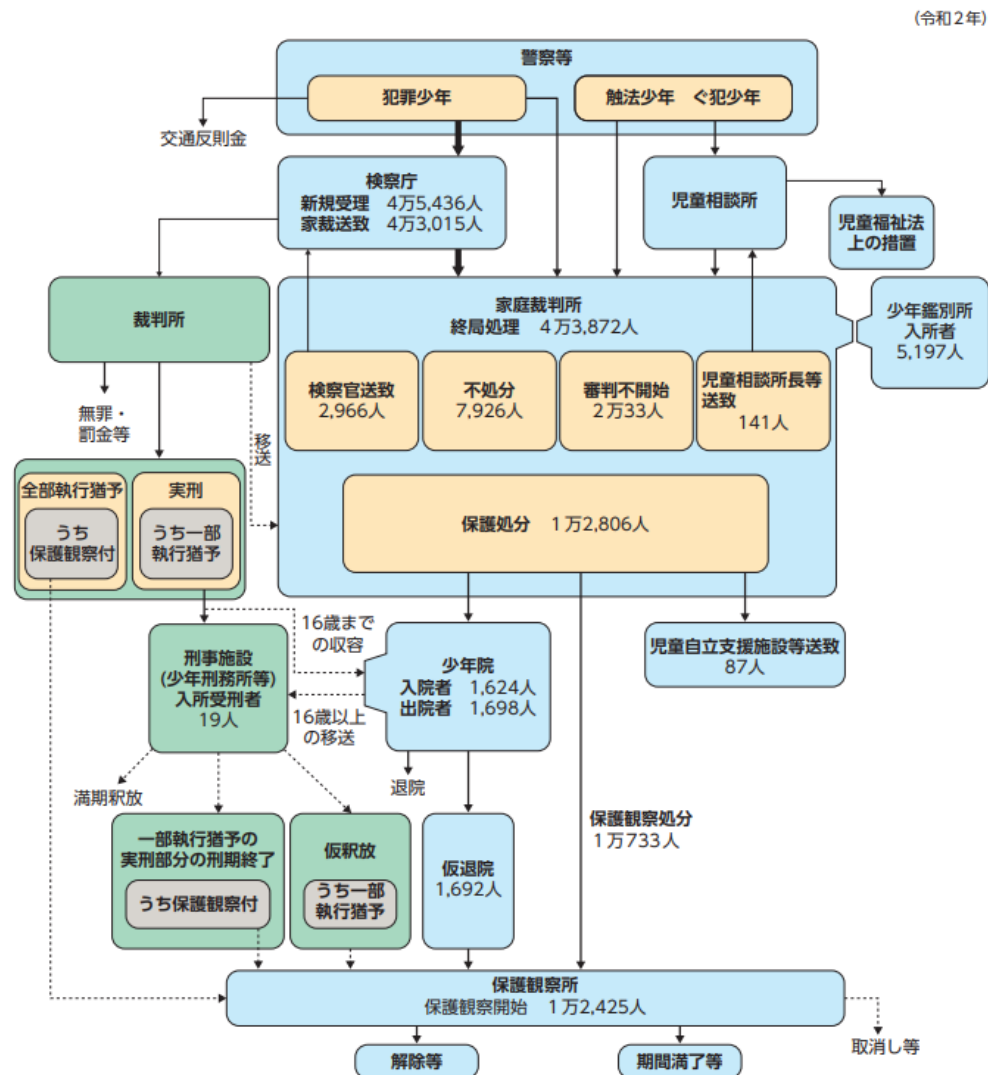 (令和2年)
警察等
犯罪少年
触法少年 ぐ犯少年
交通反則金
検察庁
新規受理 4万5,436人
家裁送致 4万3,015人
児童相談所
児童福祉法
上の措置
裁判所
家庭裁判所
終局処理 4万3,872人
少年鑑別所
入所者
5,197人
検察官送致
2,966人
不処分
7,926人
審判不開始
2万33人
児童相談所長等
送致
141人
無罪・
罰金等
移送
全部執行猶予
うち
保護観察付
実刑
うち一部
執行猶予
保護処分 1万2,806人
16歳まで
の収容
刑事施設
(少年刑務所等)
入所受刑者
19人
少年院
入院者 1,624人
出院者 1,698人
児童自立支援施設等送致
87人
16歳以上
の移送
満期釈放
退院
一部執行猶予の
実刑部分の刑期終了
うち保護観察付
仮釈放
うち一部
執行猶予
仮退院
1,692人
保護観察処分
1万733人
保護観察所
保護観察開始 1万2,425人
取消し等
解除等
期間満了等